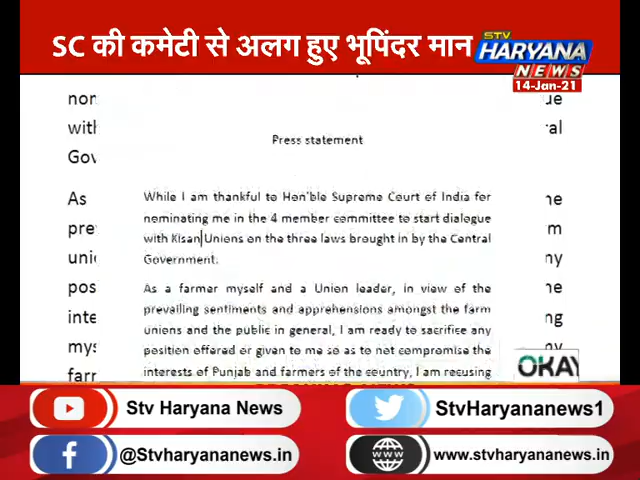 SC की कमेटी से अलग हुए भूपिंदर मान
STV
HARYANA
NEWS
14-Jan-21
Press statement
While I am thankful to Hon'ble Supreme Court of India for
nominating me in the 4 member committee to start dialogue
with Kisan Unions on the three laws brought in by the Central
Government.
As a farmer myself and a Union leader, in view of the
prevailing sentiments and apprehensions amongst the farm
unions and the public in general, I am ready to sacrifice any
position offered or given to me so as to not compromise the
interests of Punjab and farmers of the country, I am recusing
OKAY
Stv Haryana News
StvHaryananews1
@Stvharyananews.in
www.stvharyananews.in